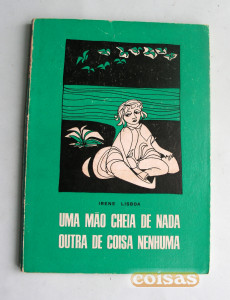 IRENE LISBOA
UMA MÃO CHEIA DE NADA
OUTRA DE COISA NENHUMA
coisas